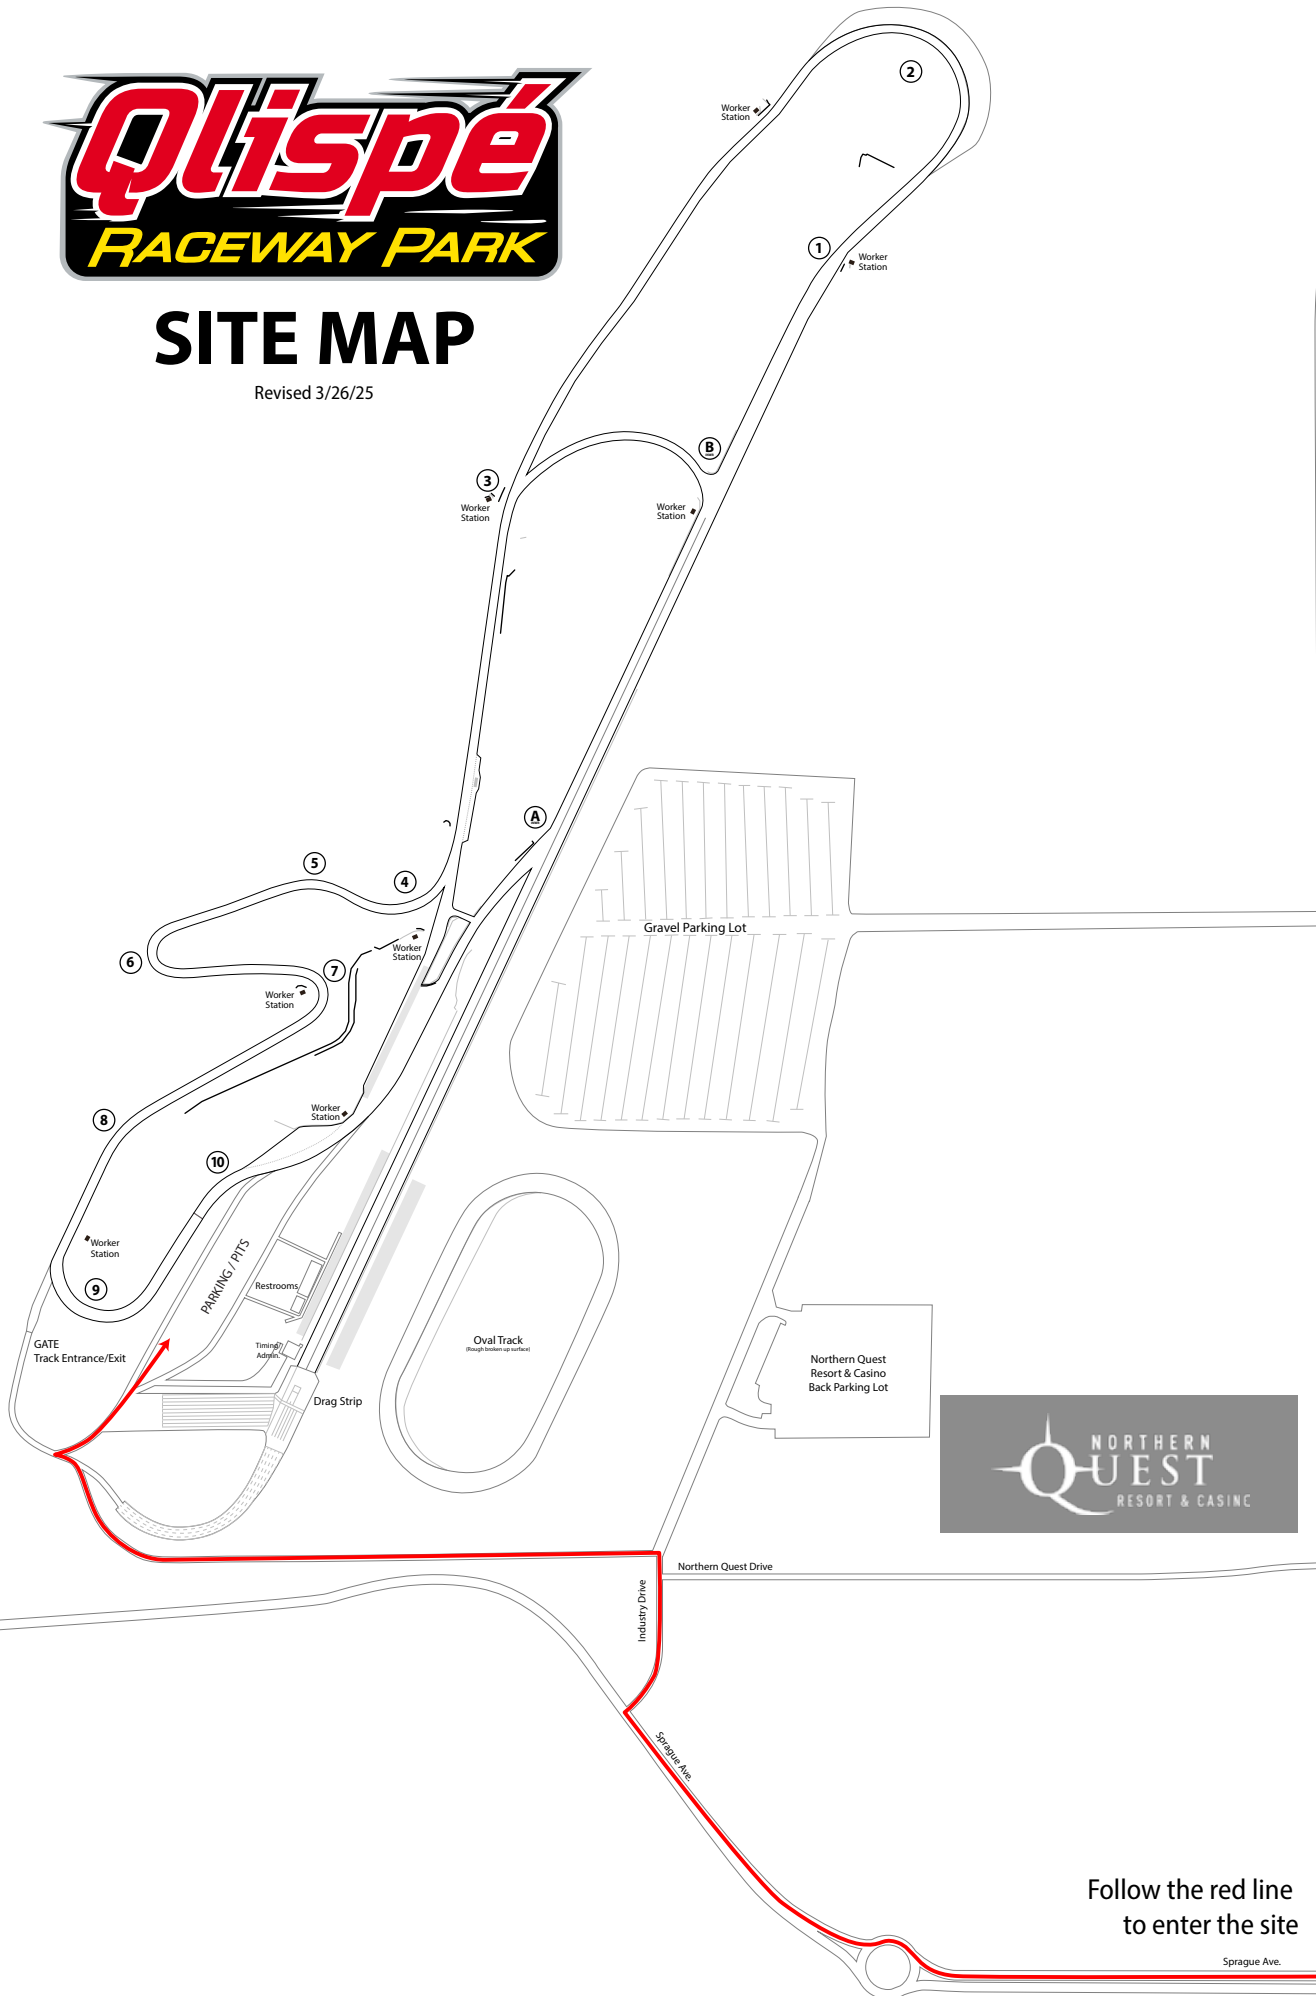 Qlispé
RACEWAY PARK
SITE MAP
Revised 3/26/25
2
Worker
Station
1
Worker
Station
B
3
Worker
Station
Worker
Station
A
5
4
Gravel Parking Lot
6
7
Worker
Station
Worker
Station
8
Worker
Station
10
Worker
Station
9
PARKING / PITS
Restrooms
GATE
Track Entrance/Exit
Timing/
Admin.
Drag Strip
Oval Track
(Rough broken up surface)
Northern Quest
Resort & Casino
Back Parking Lot
NORTHERN
QUEST
RESORT & CASINO
Northern Quest Drive
Industry Drive
Sprague Ave.
Follow the red line
to enter the site
Sprague Ave.